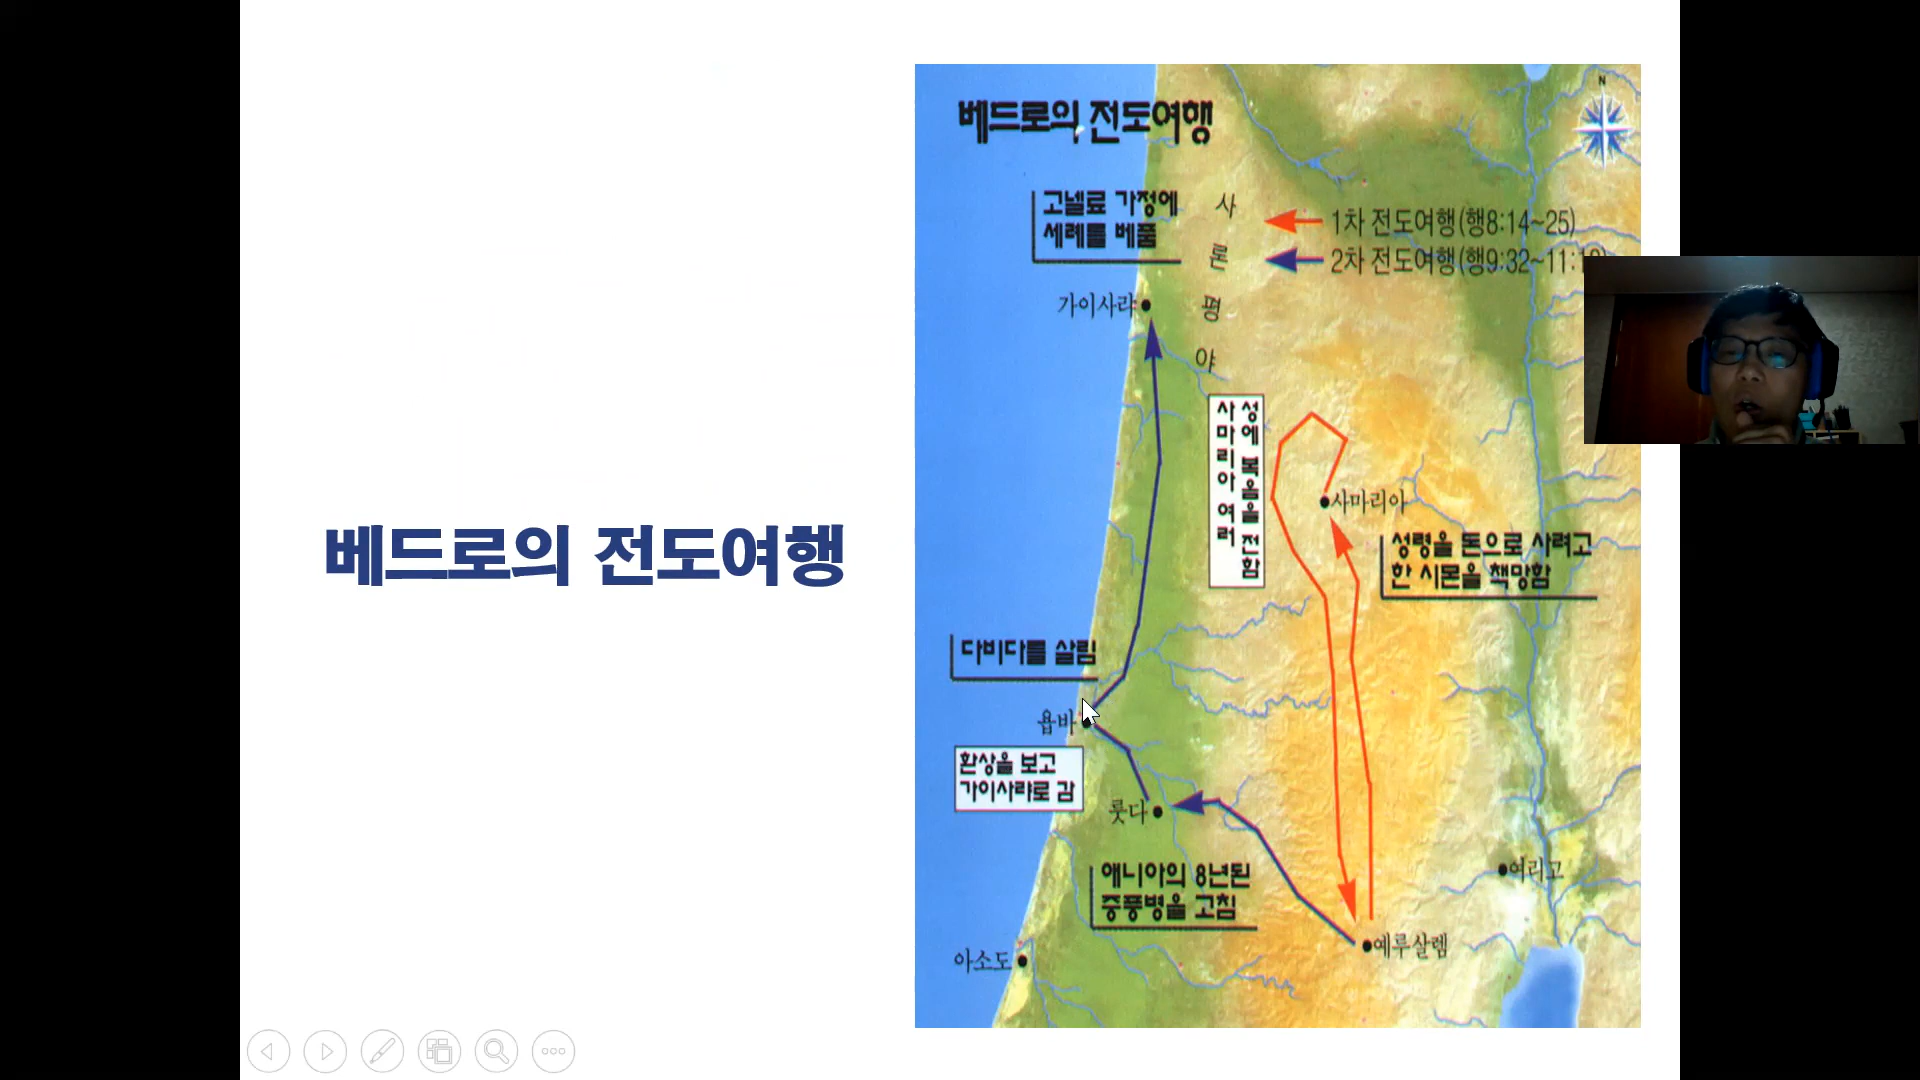 베드로의 전도여행
베드로의 전도여행
N
고넬료 가정에
세례를 베품
사론평야
1차 전도여행(행8:14~25)
2차 전도여행(행9:32~11:18)
가이사랴
사마리아 여러
성에 복음을 전함
사마리아
성령을 돈으로 사려고
한 시몬을 책망함
다비다를 살림
욥바
환상을 보고
가이사랴로 감
룻다
애니아의 8년된
중풍병을 고침
여리고
예루살렘
아소도